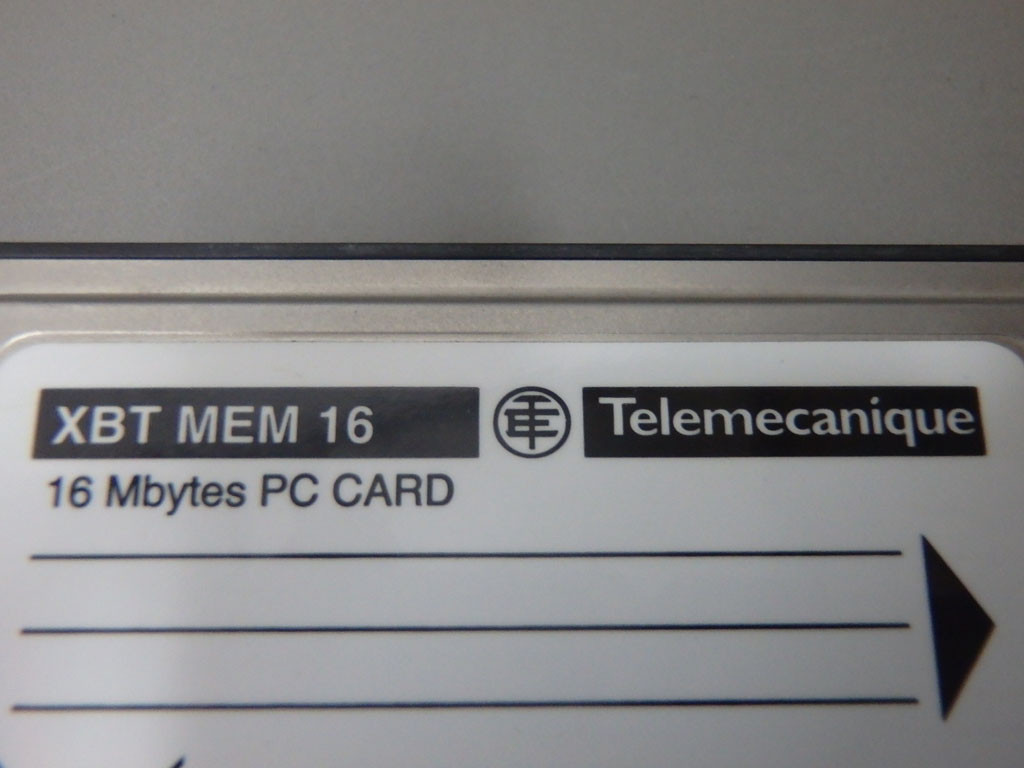 XBT MEM 16 Telemecanique
16 Mbytes PC CARD